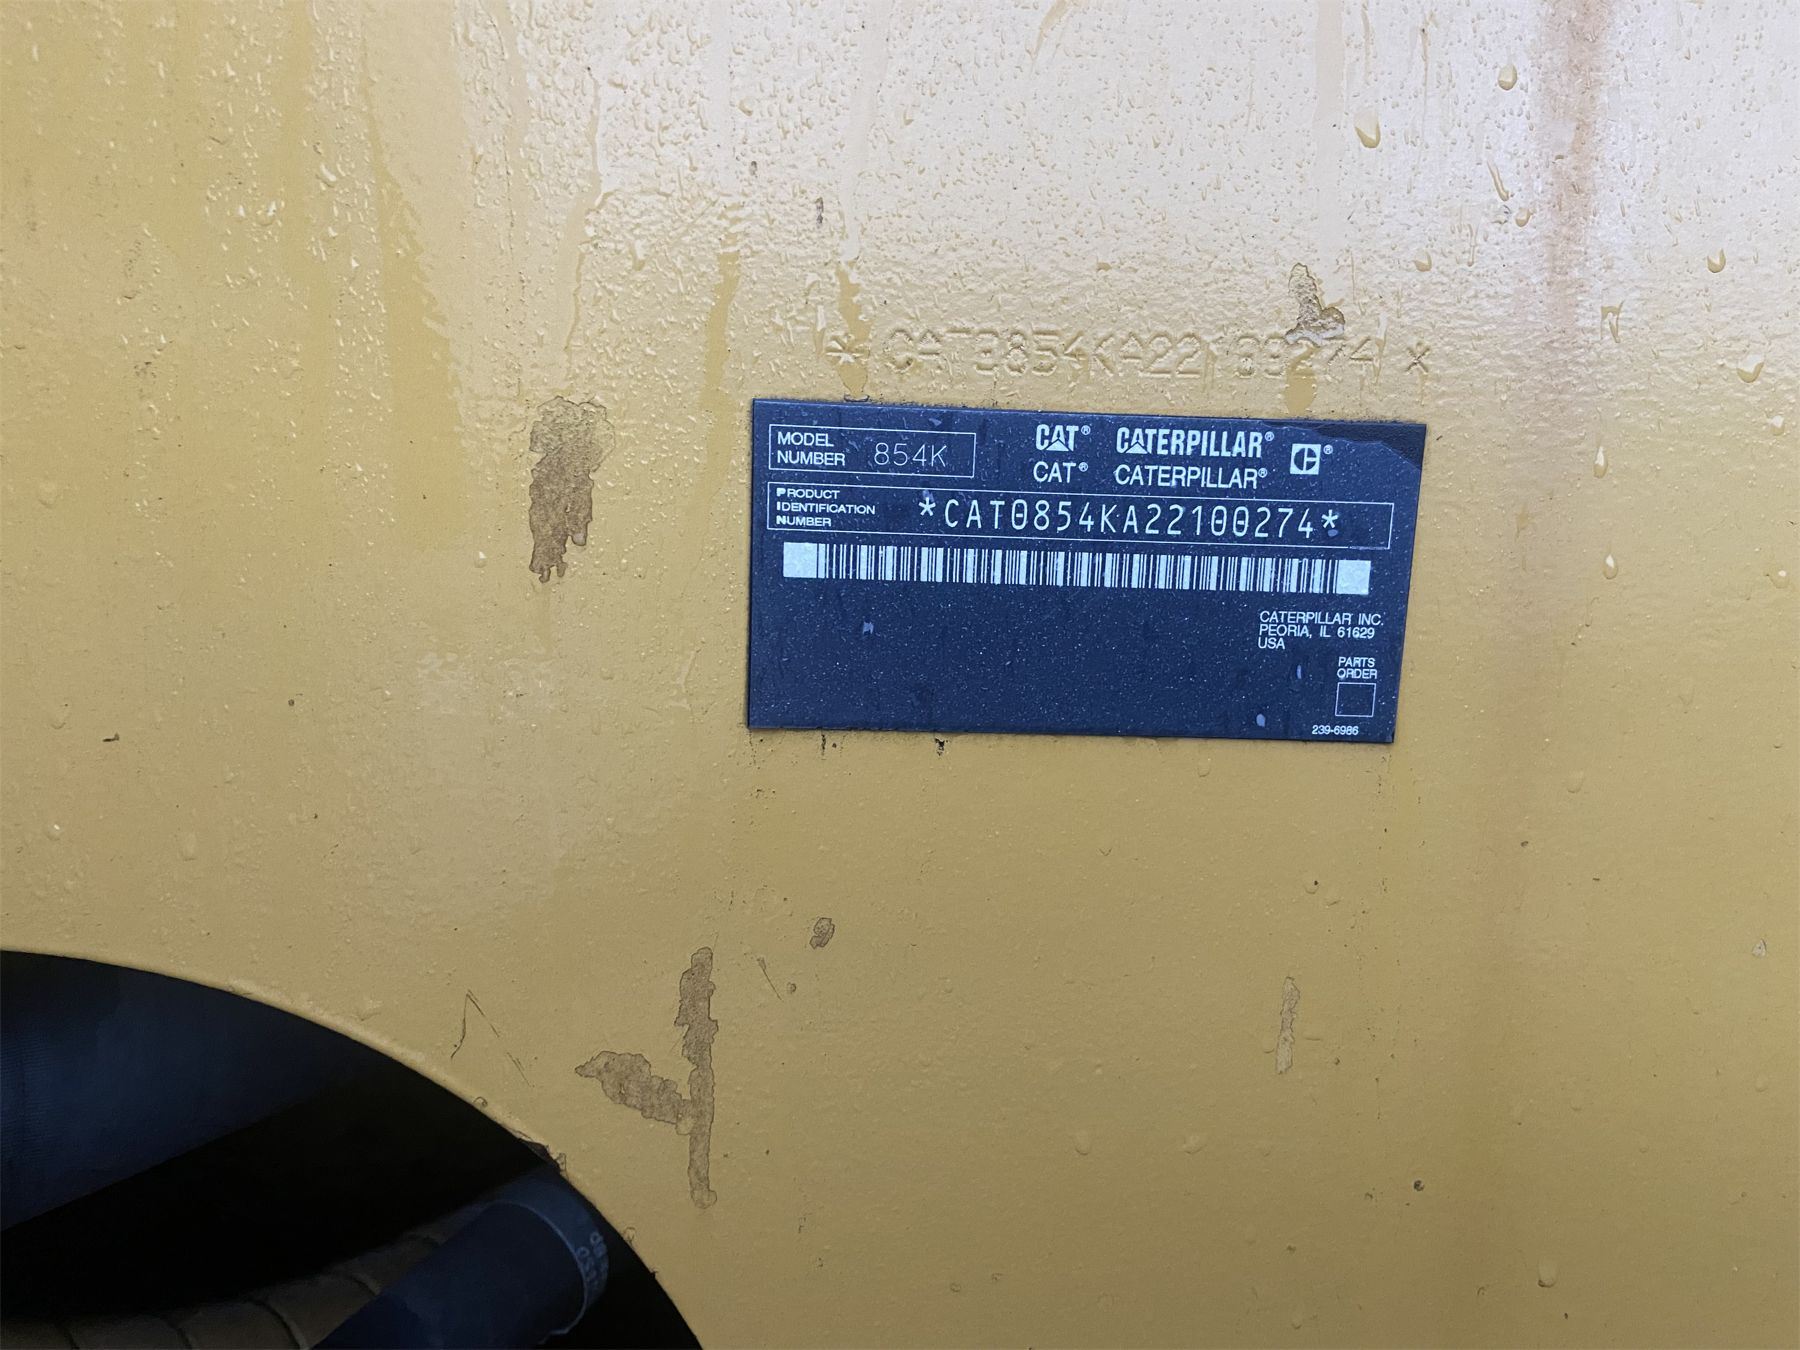 * CAT0854KA22100274 *
MODEL NUMBER 854K
CAT® CATERPILLAR® ®
CAT® CATERPILLAR®
PRODUCT IDENTIFICATION NUMBER *CAT0854KA22100274*
CATERPILLAR INC.
PEORIA, IL 61629
USA
PARTS
ORDER
239-6986